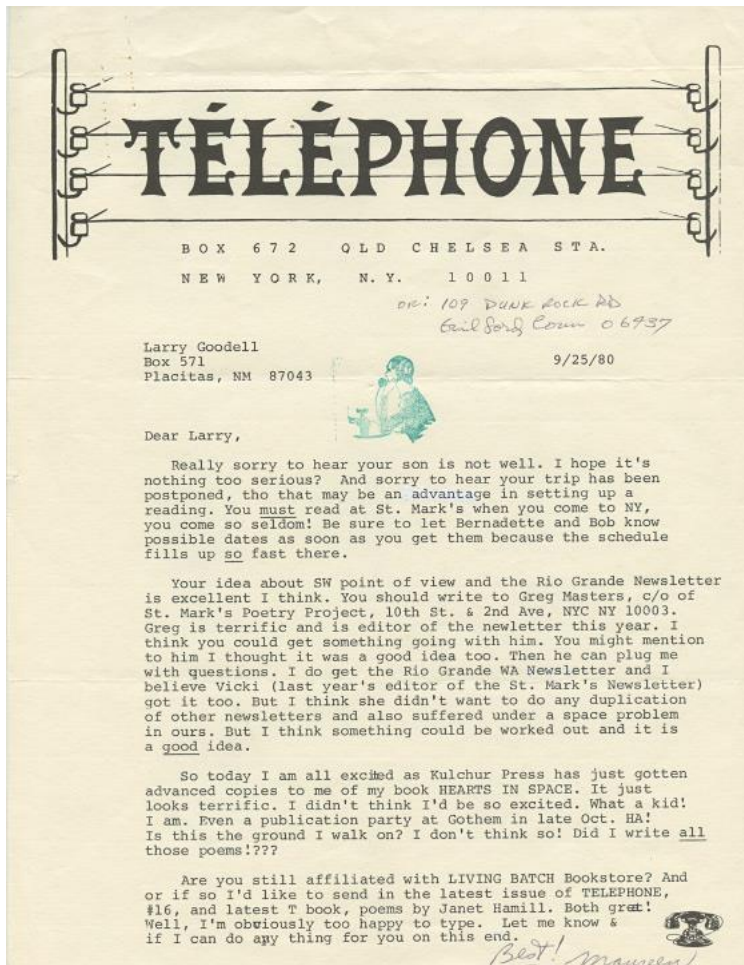 TÉLÉPHONE
BOX 672 OLD CHELSEA STA.
NEW YORK, N.Y. 10011
OR: 109 DUNK ROCK RD
Guilford, Conn 06437
Larry Goodell
Box 571
Placitas, NM 87043
9/25/80
Dear Larry,
Really sorry to hear your son is not well. I hope it's
nothing too serious? And sorry to hear your trip has been
postponed, tho that may be an advantage in setting up a
reading. You must read at St. Mark's when you come to NY,
you come so seldom! Be sure to let Bernadette and Bob know
possible dates as soon as you get them because the schedule
fills up so fast there.
Your idea about SW point of view and the Rio Grande Newsletter
is excellent I think. You should write to Greg Masters, c/o of
St. Mark's Poetry Project, 10th St. & 2nd Ave, NYC NY 10003.
Greg is terrific and is editor of the newletter this year. I
think you could get something going with him. You might mention
to him I thought it was a good idea too. Then he can plug me
with questions. I do get the Rio Grande WA Newsletter and I
believe Vicki (last year's editor of the St. Mark's Newsletter)
got it too. But I think she didn't want to do any duplication
of other newsletters and also suffered under a space problem
in ours. But I think something could be worked out and it is
a good idea.
So today I am all excited as Kulchur Press has just gotten
advanced copies to me of my book HEARTS IN SPACE. It just
looks terrific. I didn't think I'd be so excited. What a kid!
I am. Even a publication party at Gothem in late Oct. HA!
Is this the ground I walk on? I don't think so! Did I write all
those poems!???
Are you still affiliated with LIVING BATCH Bookstore? And
or if so I'd like to send in the latest issue of TELEPHONE,
#16, and latest T book, poems by Janet Hamill. Both great!
Well, I'm obviously too happy to type. Let me know &
if I can do any thing for you on this end.
Best! Maureen